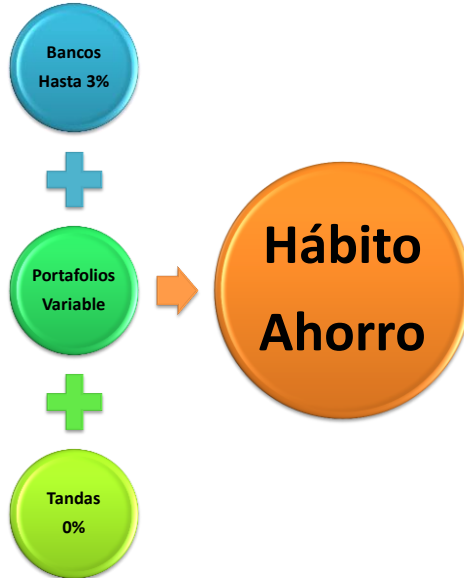 Bancos
Hasta 3%
Portafolios
Variable
Tandas
0%
Hábito
Ahorro